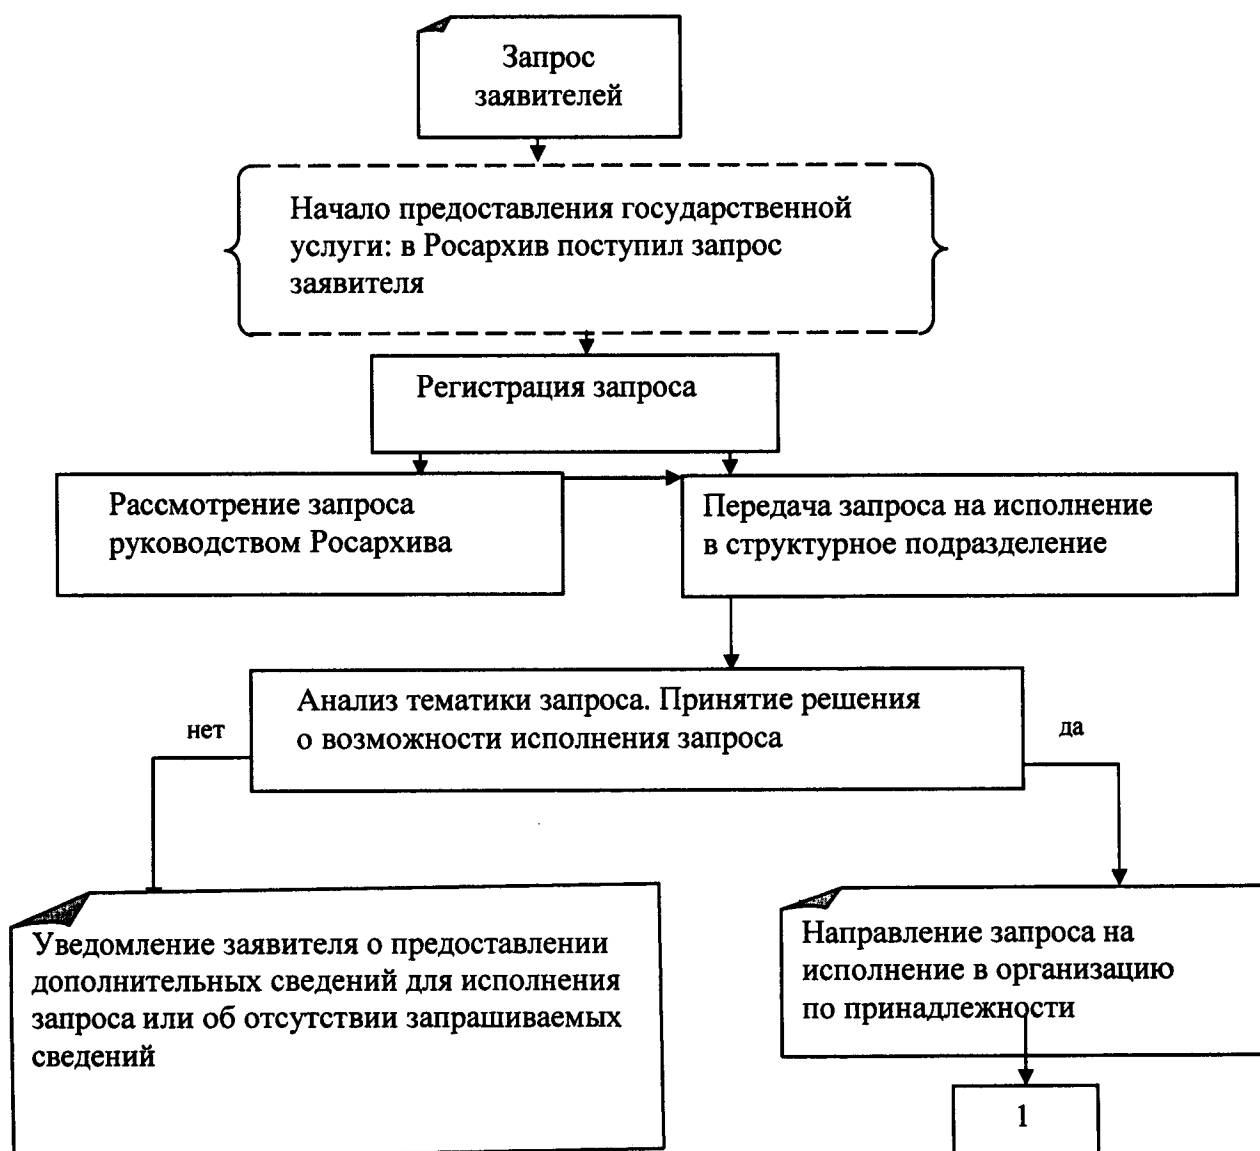 Запрос
заявителей
Начало предоставления государственной
услуги: в Росархив поступил запрос
заявителя
Регистрация запроса
Рассмотрение запроса
руководством Росархива
Передача запроса на исполнение
в структурное подразделение
Анализ тематики запроса. Принятие решения
о возможности исполнения запроса
нет
да
Уведомление заявителя о предоставлении
дополнительных сведений для исполнения
запроса или об отсутствии запрашиваемых
сведений
Направление запроса на
исполнение в организацию
по принадлежности
1